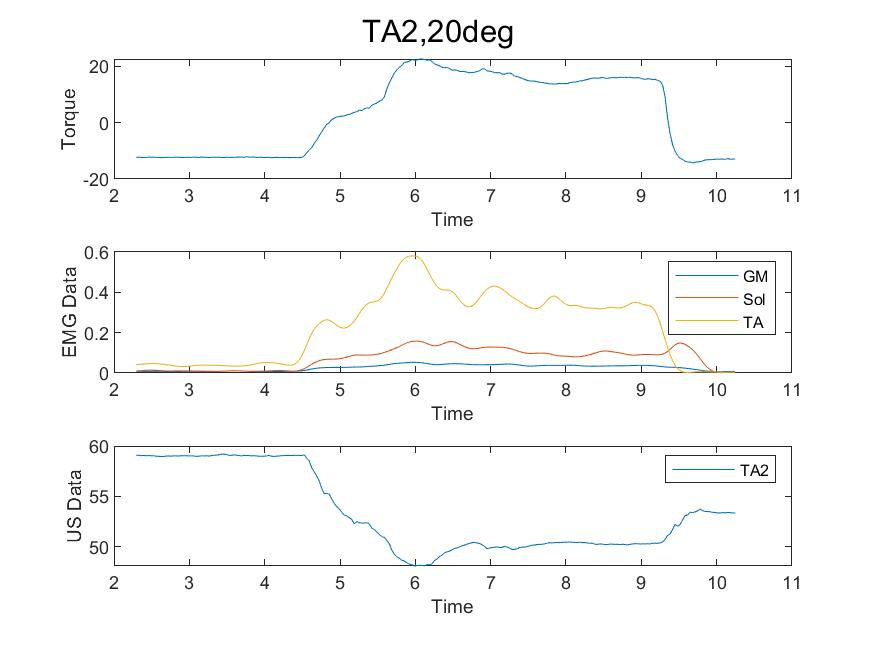 TA2,20deg
20
0
-20
Torque
2 3 4 5 6 7 8 9 10 11
Time
0.6
0.4
0.2
0
EMG Data
GM
Sol
TA
2 3 4 5 6 7 8 9 10 11
Time
60
55
50
US Data
TA2
2 3 4 5 6 7 8 9 10 11
Time